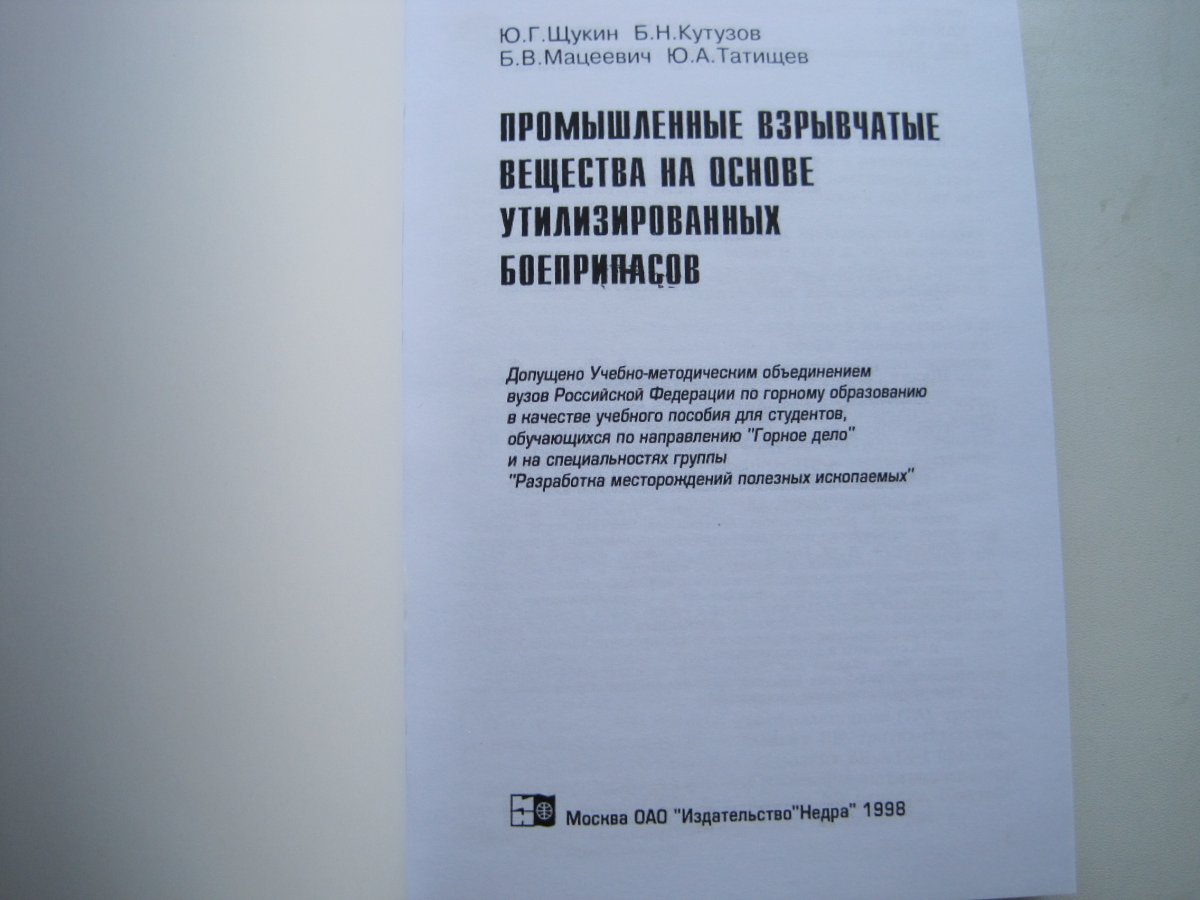 Ю.Г.Щукин Б.Н.Кутузов
Б.В.Мацеевич Ю.А.Татищев
ПРОМЫШЛЕННЫЕ ВЗРЫВЧАТЫЕ
ВЕЩЕСТВА НА ОСНОВЕ
УТИЛИЗИРОВАННЫХ
БОЕПРИПАСОВ
Допущено Учебно-методическим объединением
вузов Российской Федерации по горному образованию
в качестве учебного пособия для студентов,
обучающихся по направлению "Горное дело"
и на специальностях группы
"Разработка месторождений полезных ископаемых"
Москва ОАО "Издательство"Недра" 1998